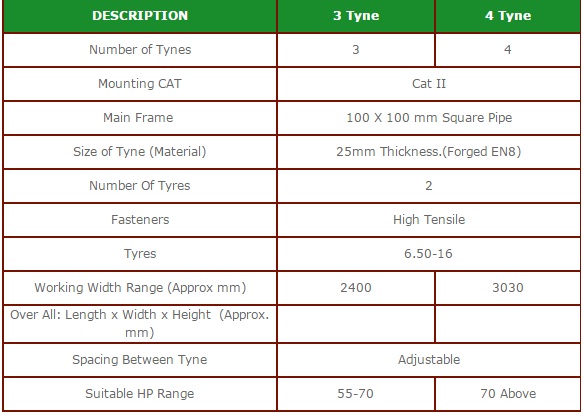 DESCRIPTION 3 Tyne 4 Tyne
Number of Tynes 3 4
Mounting CAT Cat II
Main Frame 100 X 100 mm Square Pipe
Size of Tyne (Material) 25mm Thickness.(Forged EN8)
Number Of Tyres 2
Fasteners High Tensile
Tyres 6.50-16
Working Width Range (Approx mm) 2400 3030
Over All: Length x Width x Height (Approx.
mm)
Spacing Between Tyne Adjustable
Suitable HP Range 55-70 70 Above